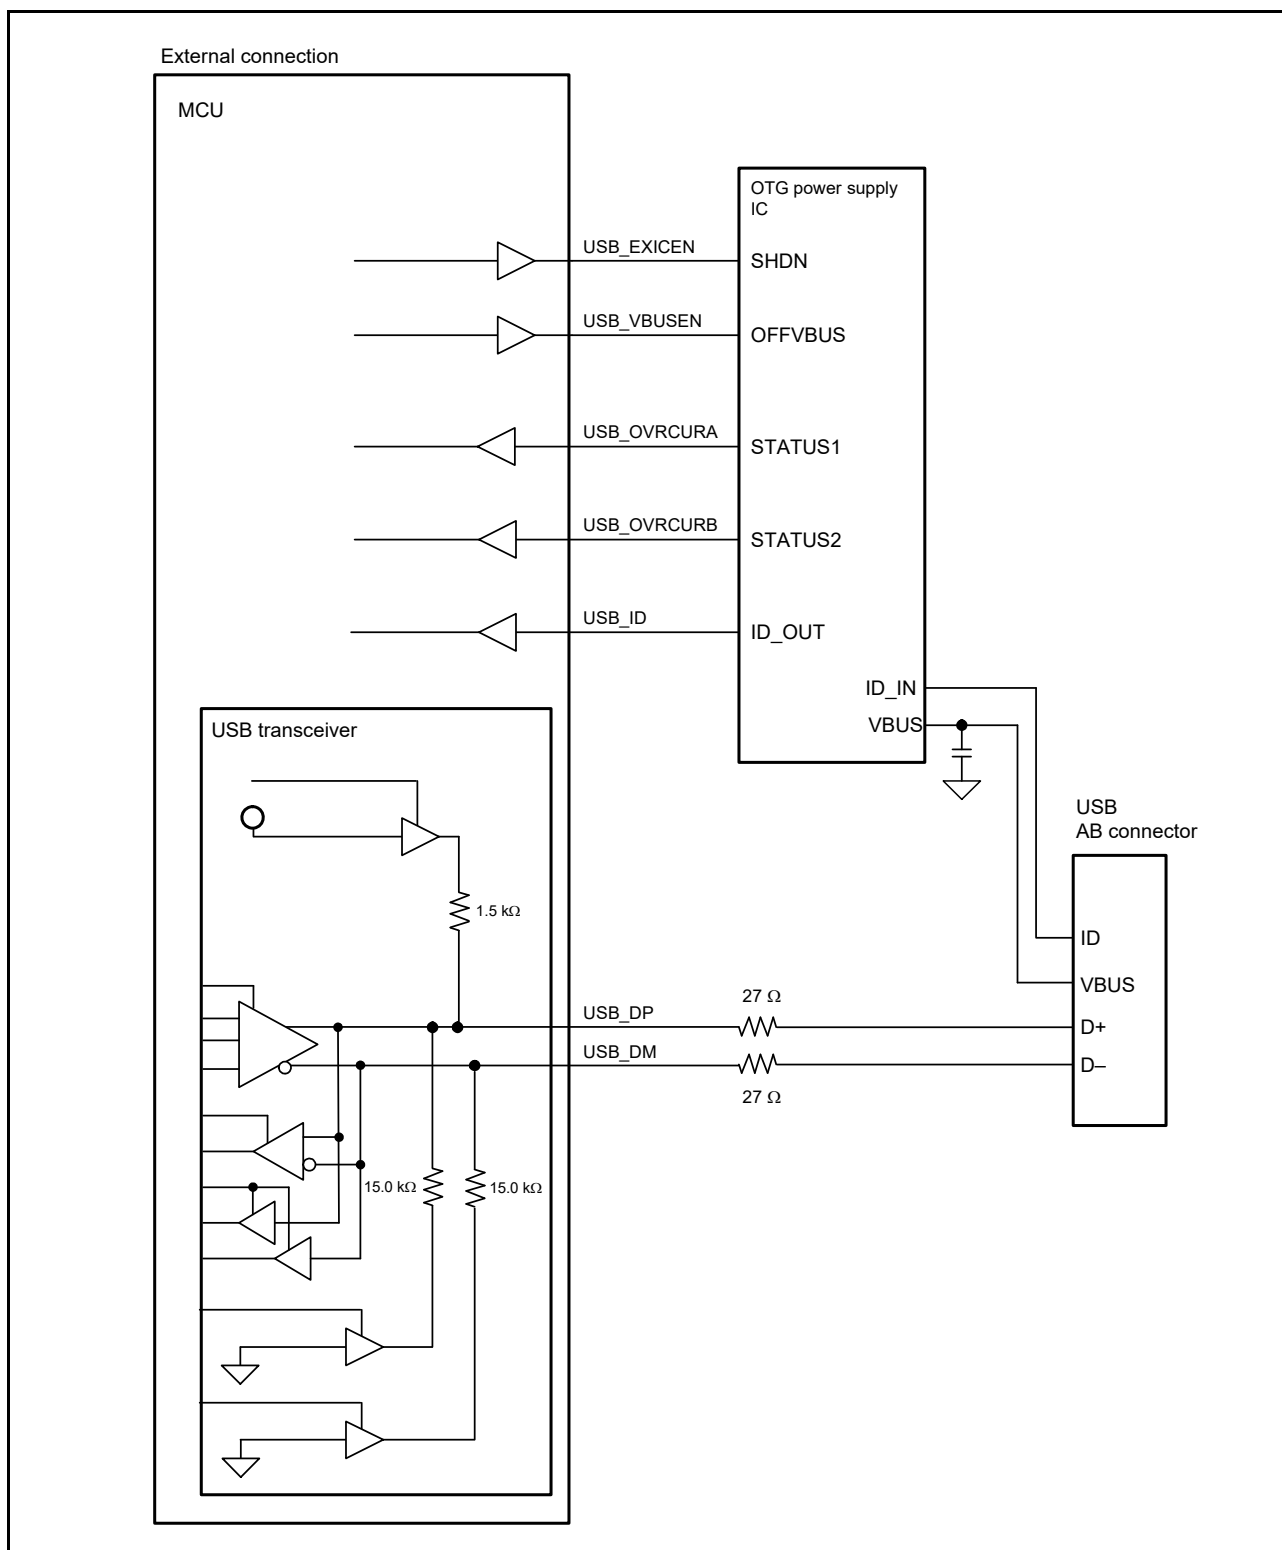 External connection
MCU
OTG power supply
IC
USB_EXICEN
SHDN
USB_VBUSEN
OFFVBUS
USB_OVRCURA
STATUS1
USB_OVRCURB
STATUS2
USB_ID
ID_OUT
ID_IN
VBUS
USB transceiver
USB
AB connector
1.5 kΩ
ID
VBUS
27 Ω
USB_DP
D+
USB_DM
D–
27 Ω
15.0 kΩ
15.0 kΩ